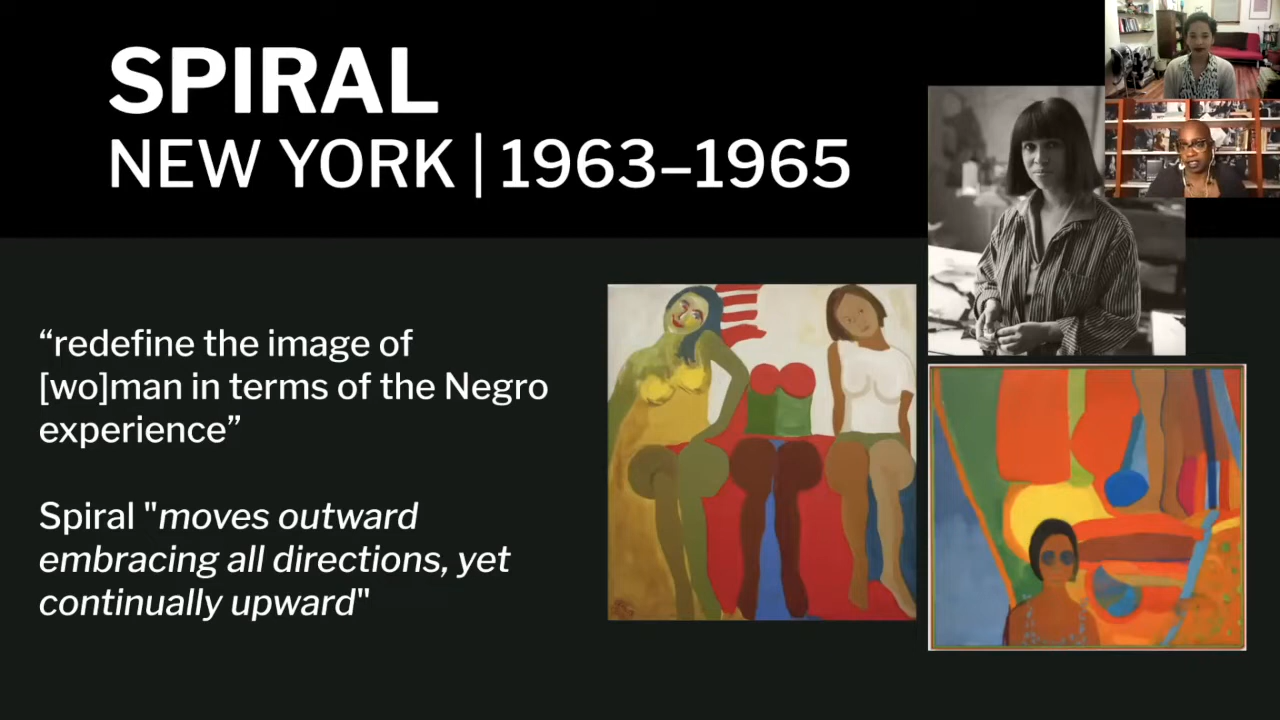 SPIRAL
NEW YORK | 1963–1965
“redefine the image of
[wo]man in terms of the Negro
experience”
Spiral "moves outward
embracing all directions, yet
continually upward"